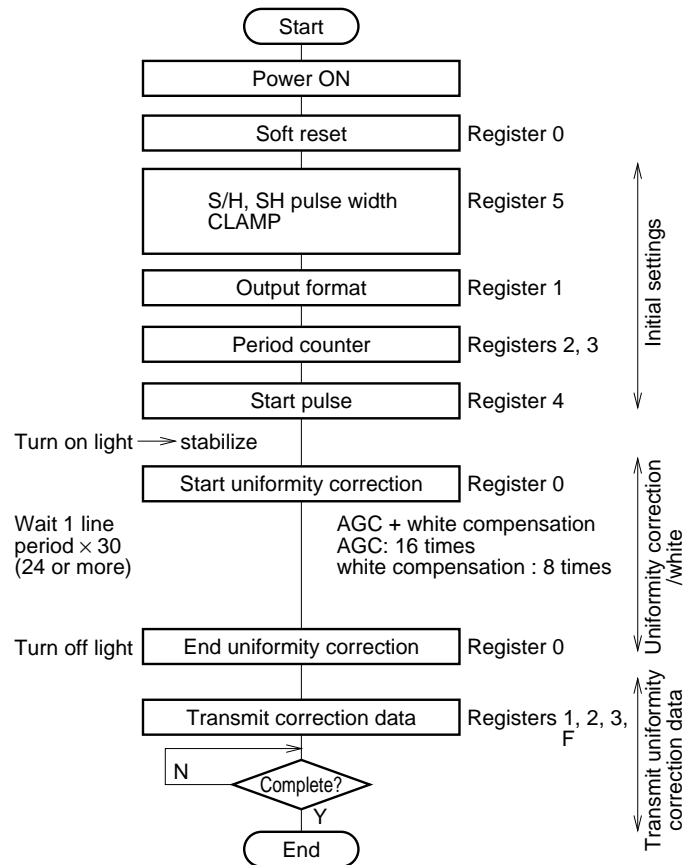 Start
Power ON
Soft reset
Register 0
S/H, SH pulse width
CLAMP
Register 5
Output format
Register 1
Period counter
Registers 2, 3
Start pulse
Register 4
Initial settings
Turn on light
stabilize
Start uniformity correction
Register 0
Wait 1 line
period × 30
(24 or more)
AGC + white compensation
AGC: 16 times
white compensation : 8 times
Uniformity correction
/white
Turn off light
End uniformity correction
Register 0
Transmit correction data
Registers 1, 2, 3,
F
Transmit uniformity
correction data
N
Complete?
Y
End